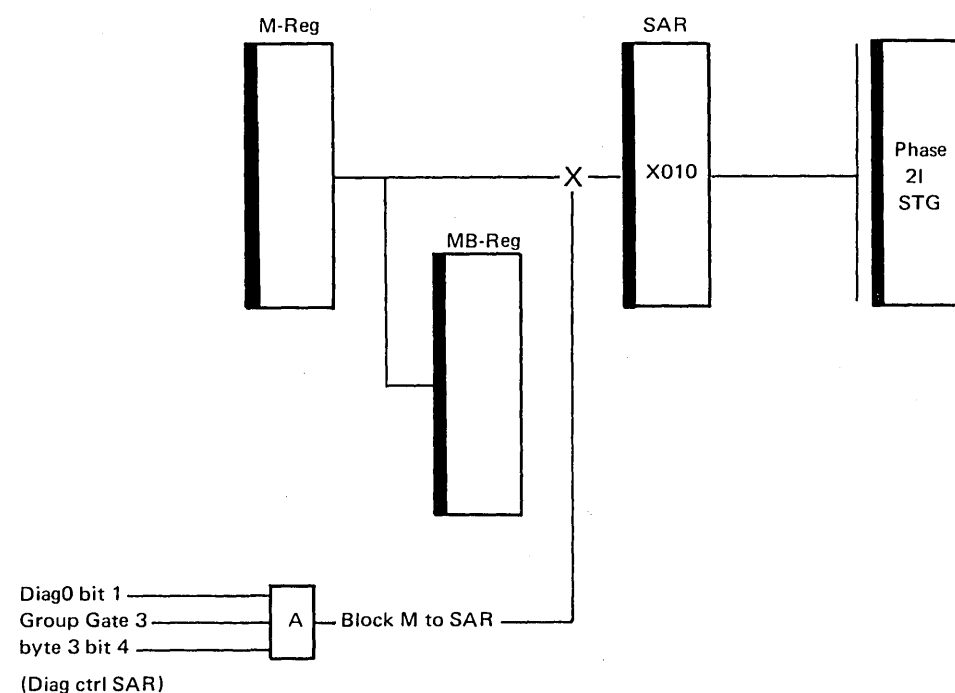 M-Reg
SAR
X010
Phase
2I
STG
X
MB-Reg
Diag0 bit 1
Group Gate 3
byte 3 bit 4
A
Block M to SAR
(Diag ctrl SAR)